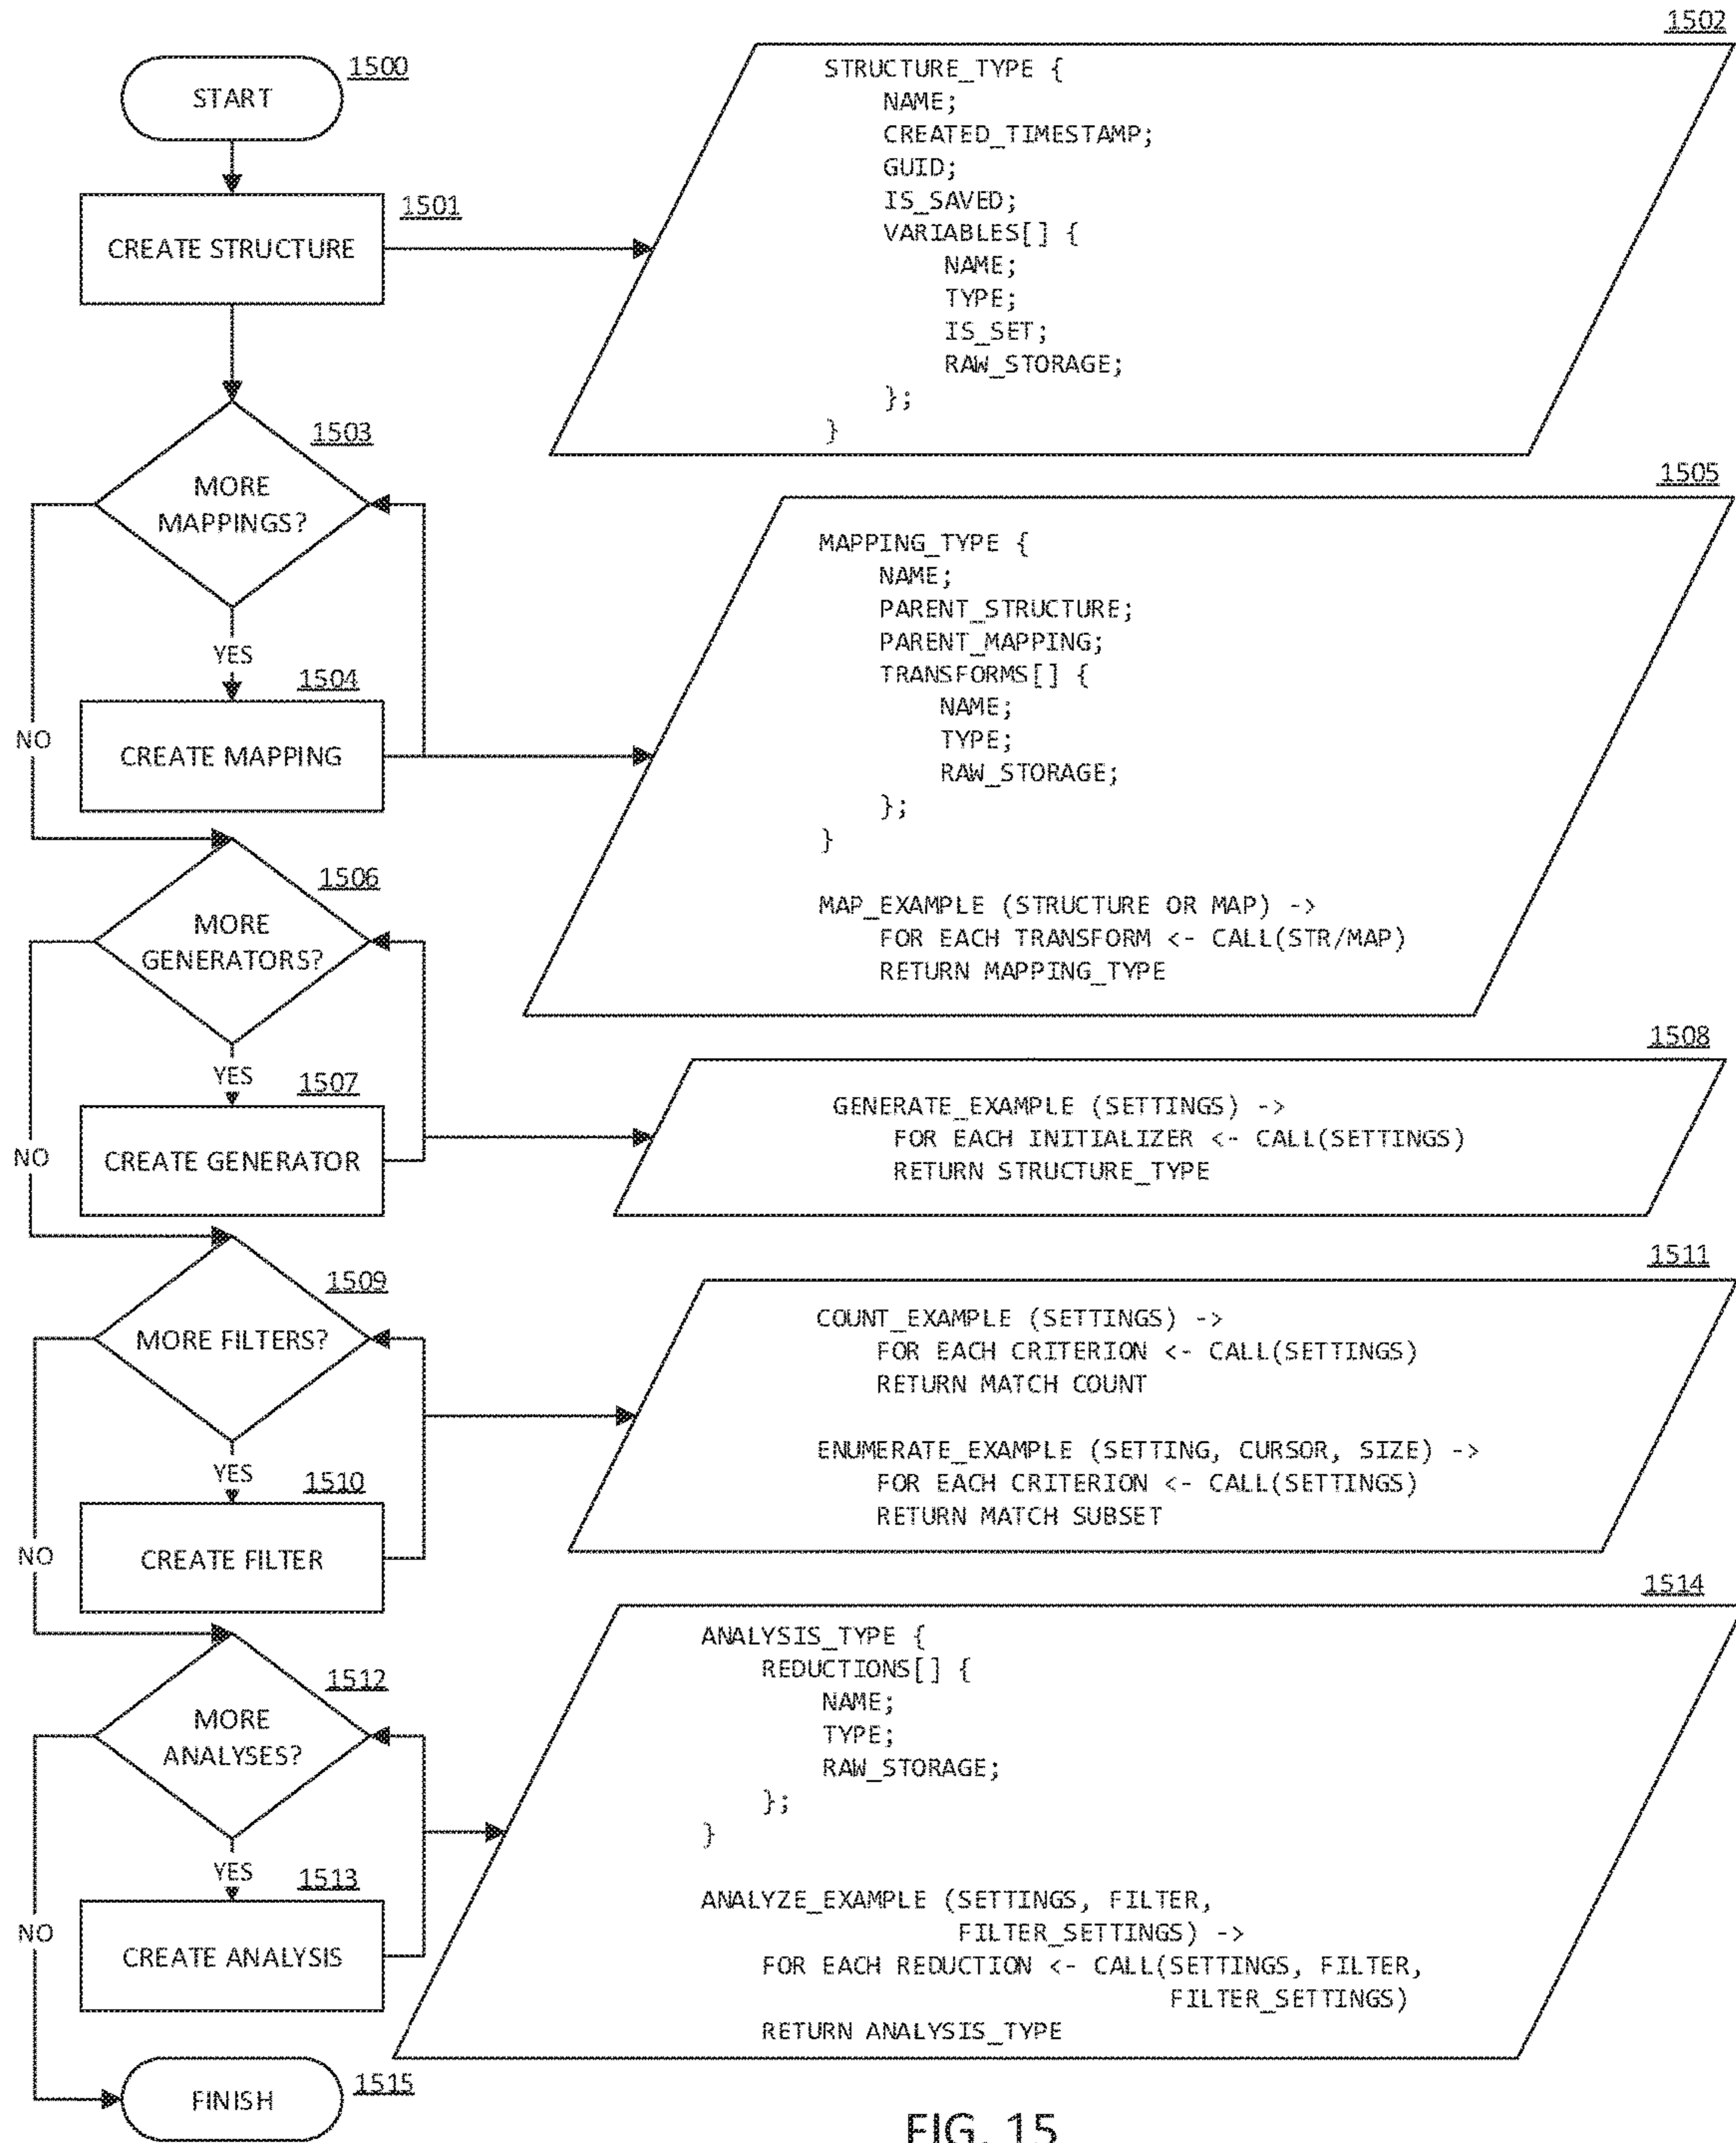 1500
START
1501
CREATE STRUCTURE
1502
STRUCTURE_TYPE {
NAME;
CREATED_TIMESTAMP;
GUID;
IS_SAVED;
VARIABLES[] {
NAME;
TYPE;
IS_SET;
RAW_STORAGE;
};
}
1503
MORE
MAPPINGS?
YES
NO
1504
CREATE MAPPING
1505
MAPPING_TYPE {
NAME;
PARENT_STRUCTURE;
PARENT_MAPPING;
TRANSFORMS[] {
NAME;
TYPE;
RAW_STORAGE;
};
}
MAP_EXAMPLE (STRUCTURE OR MAP) ->
FOR EACH TRANSFORM <- CALL(STR/MAP)
RETURN MAPPING_TYPE
1506
MORE
GENERATORS?
YES
NO
1507
CREATE GENERATOR
1508
GENERATE_EXAMPLE (SETTINGS) ->
FOR EACH INITIALIZER <- CALL(SETTINGS)
RETURN STRUCTURE_TYPE
1509
MORE FILTERS?
YES
NO
1510
CREATE FILTER
1511
COUNT_EXAMPLE (SETTINGS) ->
FOR EACH CRITERION <- CALL(SETTINGS)
RETURN MATCH COUNT
ENUMERATE_EXAMPLE (SETTING, CURSOR, SIZE) ->
FOR EACH CRITERION <- CALL(SETTINGS)
RETURN MATCH SUBSET
1512
MORE
ANALYSES?
YES
NO
1513
CREATE ANALYSIS
1514
ANALYSIS_TYPE {
REDUCTIONS[] {
NAME;
TYPE;
RAW_STORAGE;
};
}
ANALYZE_EXAMPLE (SETTINGS, FILTER,
FILTER_SETTINGS) ->
FOR EACH REDUCTION <- CALL(SETTINGS, FILTER,
FILTER_SETTINGS)
RETURN ANALYSIS_TYPE
1515
FINISH
FIG. 15